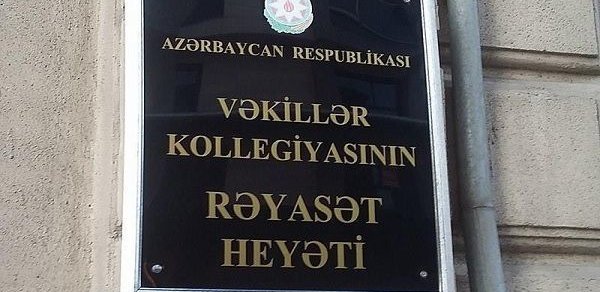 AZƏRBAYCAN RESPUBLİKASI
VƏKİLLƏR
KOLLEGİYASININ
RƏYASƏT
HEYƏTİ